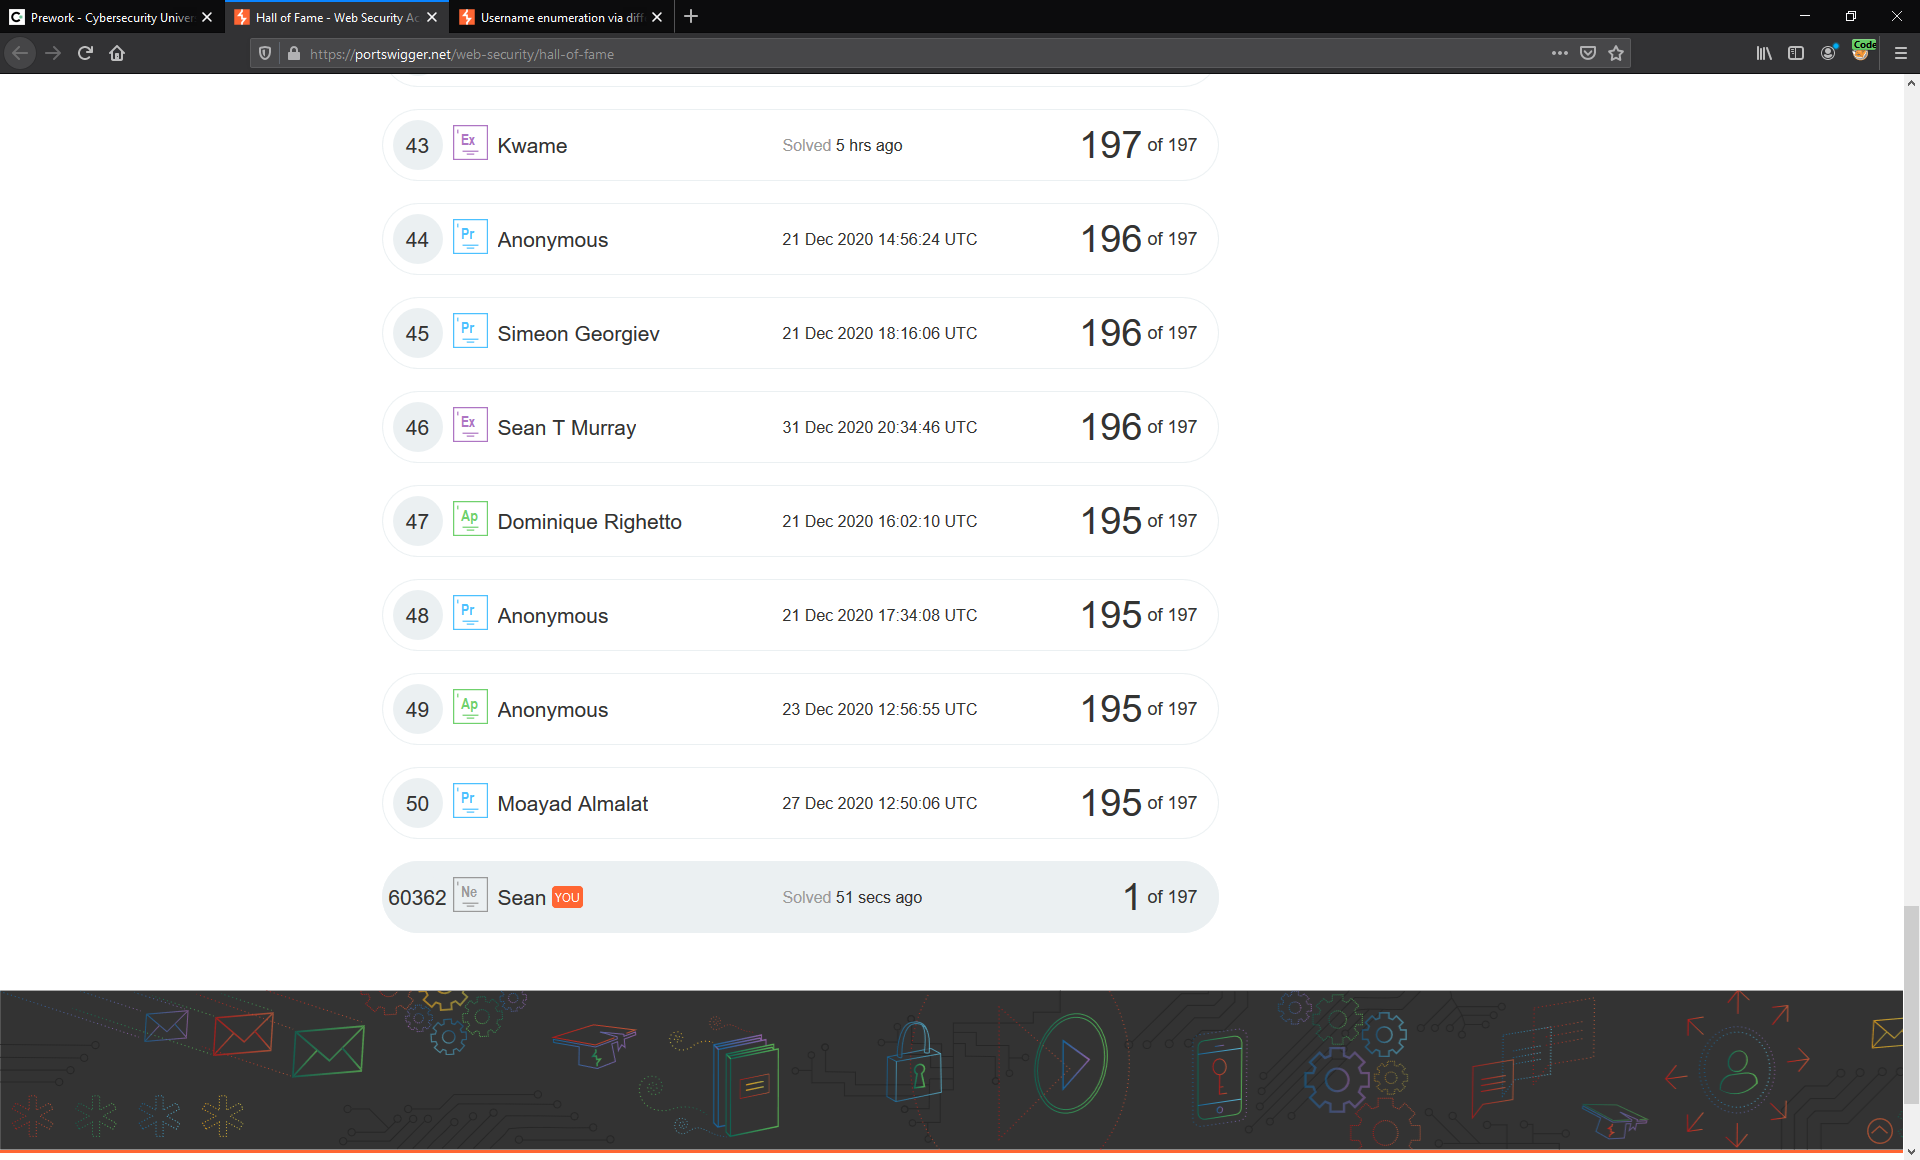 Prework - Cybersecurity Univer
Hall of Fame - Web Security Ac
Username enumeration via diff
https://portswigger.net/web-security/hall-of-fame
Code
43 Ex Kwame Solved 5 hrs ago 197 of 197
44 Pr Anonymous 21 Dec 2020 14:56:24 UTC 196 of 197
45 Pr Simeon Georgiev 21 Dec 2020 18:16:06 UTC 196 of 197
46 Ex Sean T Murray 31 Dec 2020 20:34:46 UTC 196 of 197
47 Ap Dominique Righetto 21 Dec 2020 16:02:10 UTC 195 of 197
48 Pr Anonymous 21 Dec 2020 17:34:08 UTC 195 of 197
49 Ap Anonymous 23 Dec 2020 12:56:55 UTC 195 of 197
50 Pr Moayad Almalat 27 Dec 2020 12:50:06 UTC 195 of 197
60362 Ne Sean YOU Solved 51 secs ago 1 of 197